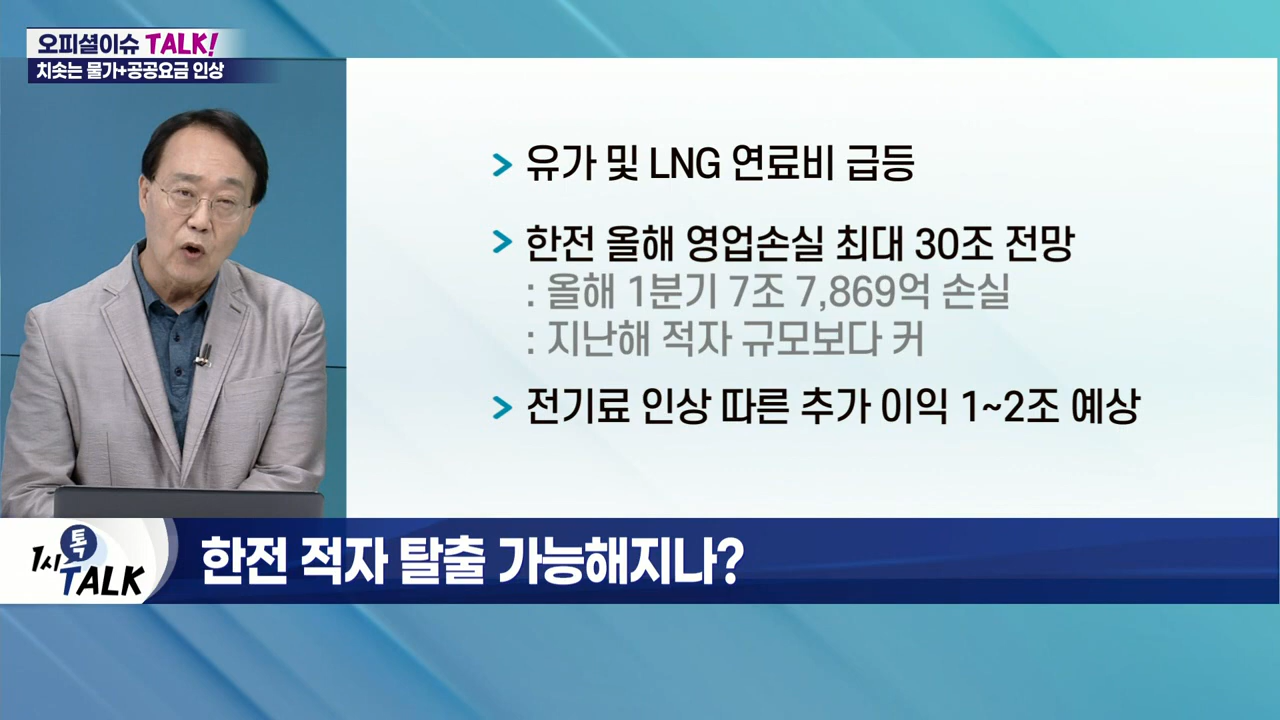 오피셜이슈 TALK!
치솟는 물가+공공요금 인상
> 유가 및 LNG 연료비 급등
> 한전 올해 영업손실 최대 30조 전망
: 올해 1분기 7조 7,869억 손실
: 지난해 적자 규모보다 커
> 전기료 인상 따른 추가 이익 1~2조 예상
1시 톡 TALK
한전 적자 탈출 가능해지나?